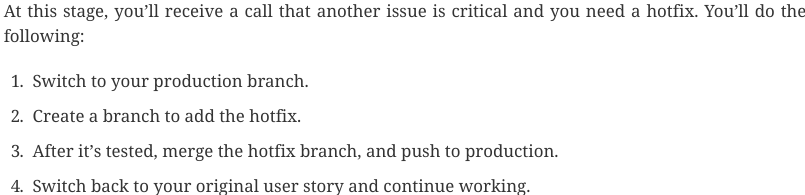 At this stage, you’ll receive a call that another issue is critical and you need a hotfix. You’ll do the
following:
1. Switch to your production branch.
2. Create a branch to add the hotfix.
3. After it’s tested, merge the hotfix branch, and push to production.
4. Switch back to your original user story and continue working.